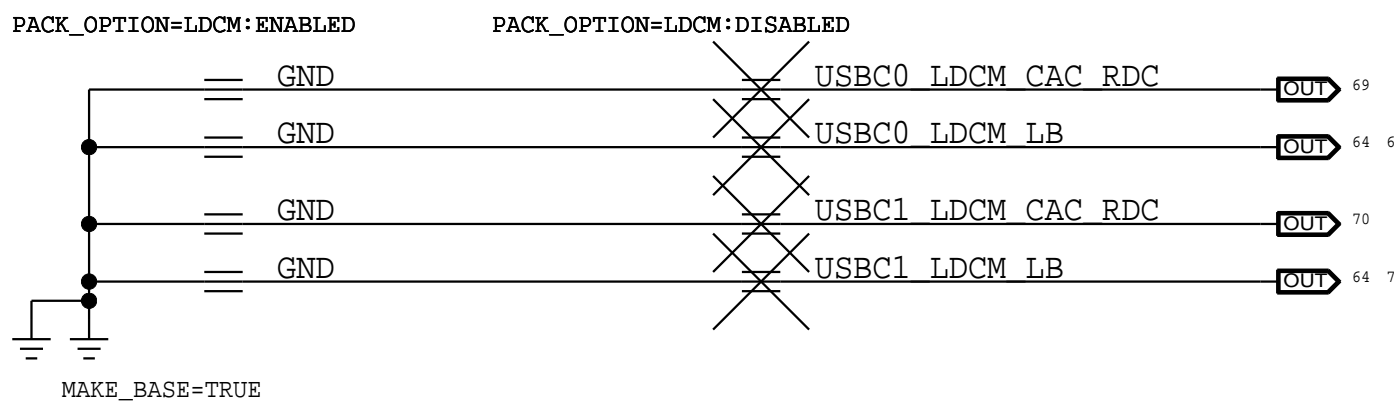 PACK_OPTION=LDCM:ENABLED PACK_OPTION=LDCM:DISABLED
GND USBC0_LDCM_CAC_RDC OUT 69
GND USBC0_LDCM_LB OUT 64 6
GND USBC1_LDCM_CAC_RDC OUT 70
GND USBC1_LDCM_LB OUT 64 7
MAKE_BASE=TRUE